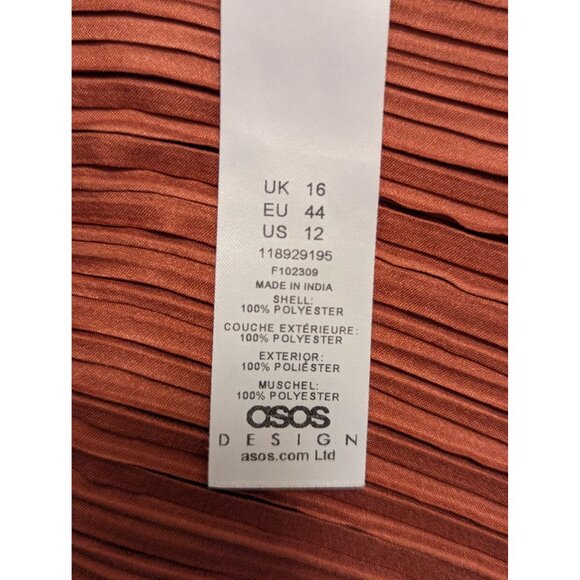 UK 16
EU 44
US 12
118929195
F102309
MADE IN INDIA
SHELL:
100% POLYESTER
COUCHE EXTÉRIEURE:
100% POLYESTER
EXTERIOR:
100% POLIÉSTER
MUSCHEL:
100% POLYESTER
asos
DESIGN
asos.com Ltd